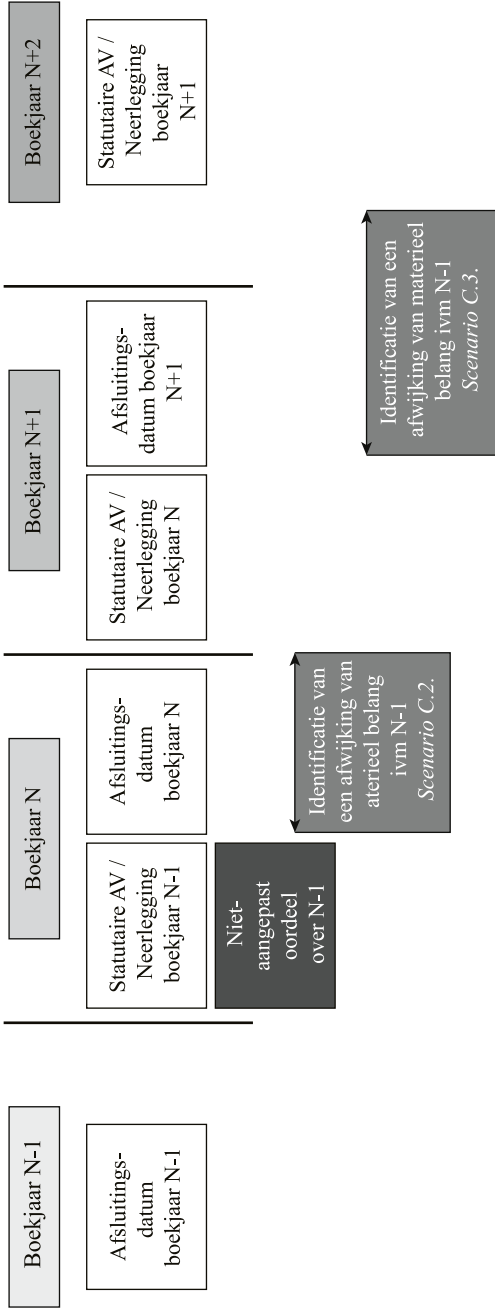 Boekjaar N-1
Afsluitings-
datum
boekjaar N-1
Boekjaar N
Statutaire AV /
Neerlegging
boekjaar N-1
Afsluitings-
datum
boekjaar N
Niet-
aangepast
oordeel
over N-1
Identificatie van
een afwijking van
aterieel belang
ivm N-1
Scenario C.2.
Boekjaar N+1
Statutaire AV /
Neerlegging
boekjaar N
Afsluitings-
datum boekjaar
N+1
Identificatie van een
afwijking van materieel
belang ivm N-1
Scenario C.3.
Boekjaar N+2
Statutaire AV /
Neerlegging
boekjaar
N+1